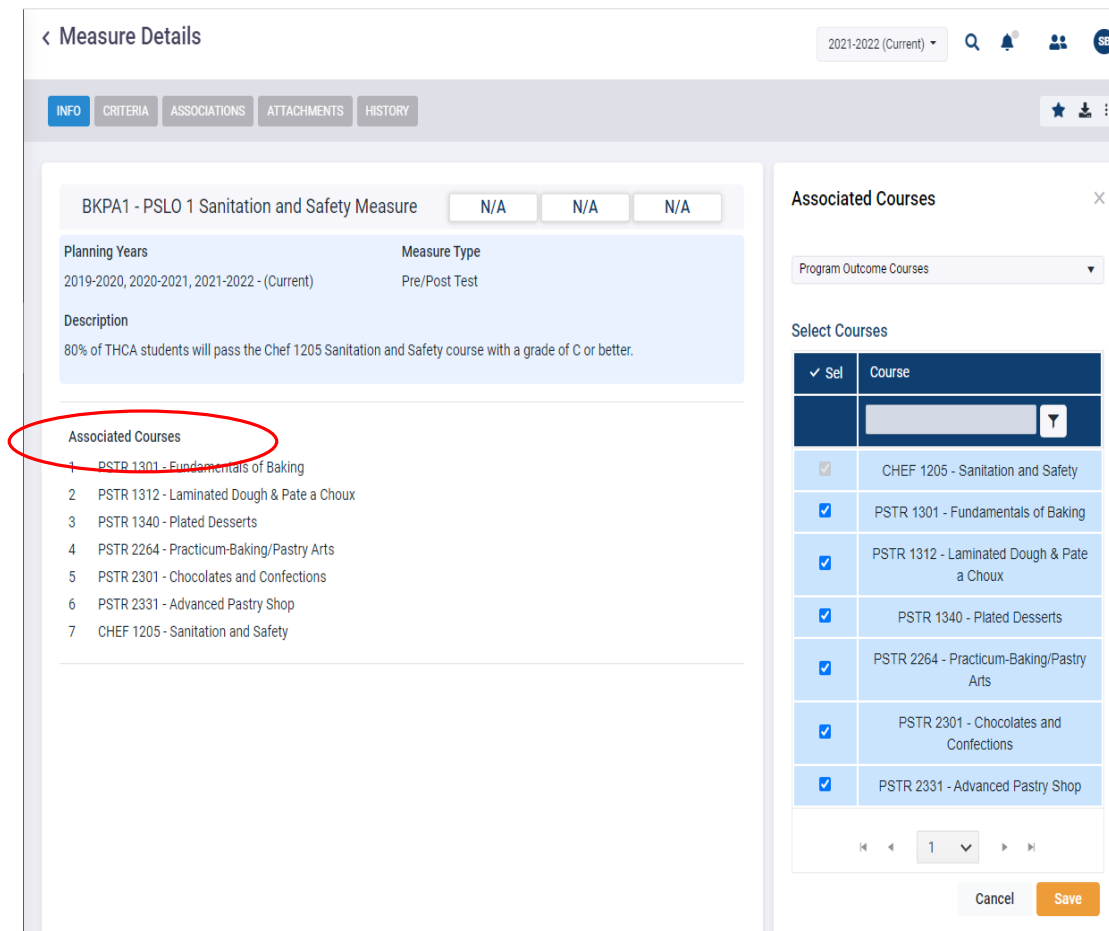 Measure Details
2021-2022 (Current)
SB
INFO CRITERIA ASSOCIATIONS ATTACHMENTS HISTORY
BKPA1 - PSLO 1 Sanitation and Safety Measure N/A N/A N/A
Planning Years Measure Type
2019-2020, 2020-2021, 2021-2022 - (Current) Pre/Post Test
Description
80% of THCA students will pass the Chef 1205 Sanitation and Safety course with a grade of C or better.
Associated Courses
1 PSTR 1301 - Fundamentals of Baking
2 PSTR 1312 - Laminated Dough & Pate a Choux
3 PSTR 1340 - Plated Desserts
4 PSTR 2264 - Practicum-Baking/Pastry Arts
5 PSTR 2301 - Chocolates and Confections
6 PSTR 2331 - Advanced Pastry Shop
7 CHEF 1205 - Sanitation and Safety
Associated Courses
Program Outcome Courses
Select Courses
Sel Course
CHEF 1205 - Sanitation and Safety
PSTR 1301 - Fundamentals of Baking
PSTR 1312 - Laminated Dough & Pate
a Choux
PSTR 1340 - Plated Desserts
PSTR 2264 - Practicum-Baking/Pastry
Arts
PSTR 2301 - Chocolates and
Confections
PSTR 2331 - Advanced Pastry Shop
1
Cancel Save